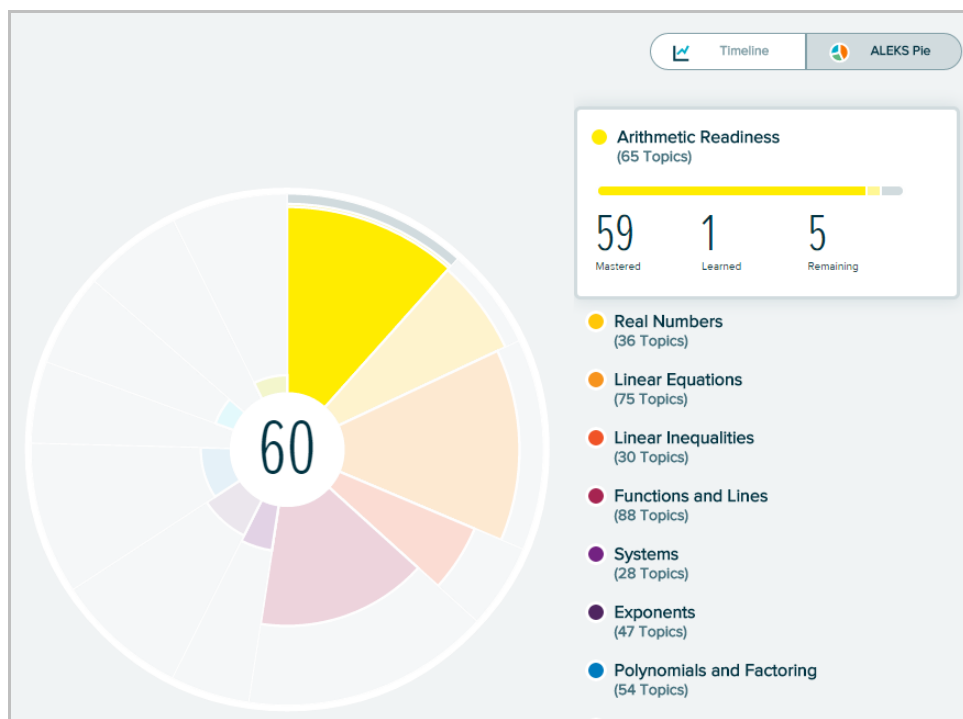 Timeline
ALEKS Pie
Arithmetic Readiness
(65 Topics)
59
1
5
Mastered
Learned
Remaining
60
Real Numbers
(36 Topics)
Linear Equations
(75 Topics)
Linear Inequalities
(30 Topics)
Functions and Lines
(88 Topics)
Systems
(28 Topics)
Exponents
(47 Topics)
Polynomials and Factoring
(54 Topics)